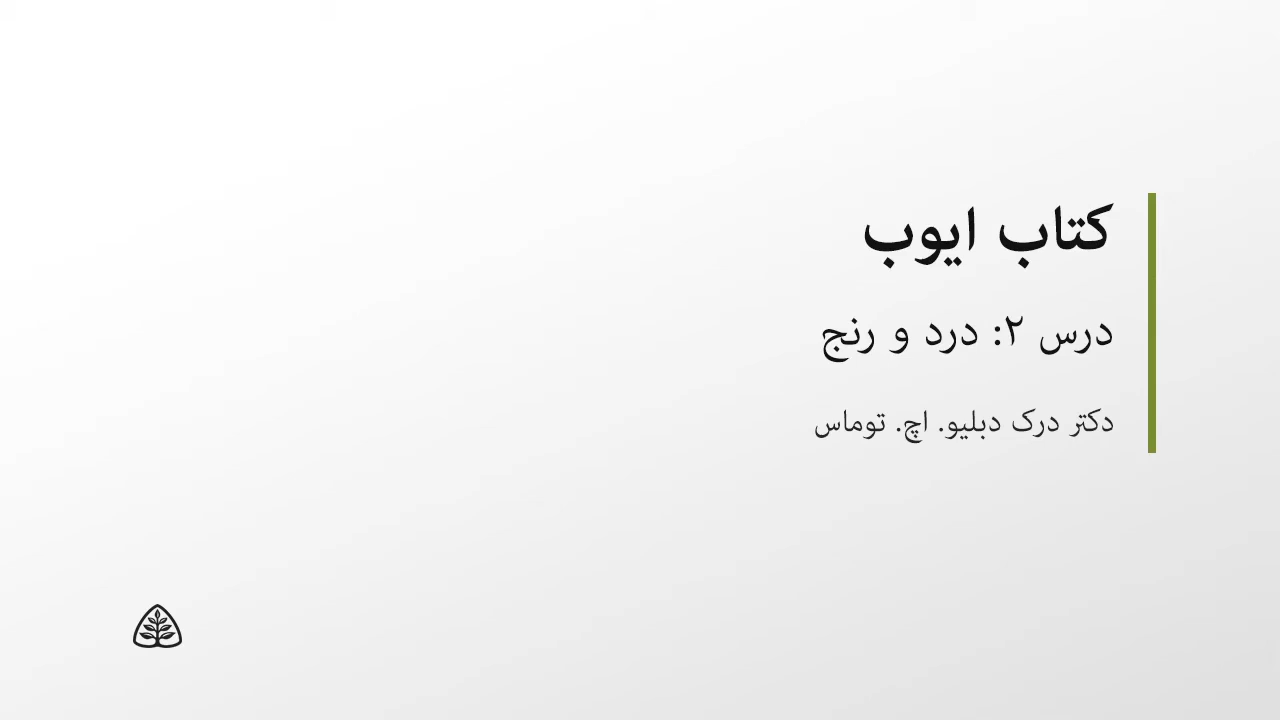 کتاب ایوب
درس ۲: درد و رنج
دکتر درک دبلیو. اچ. توماس